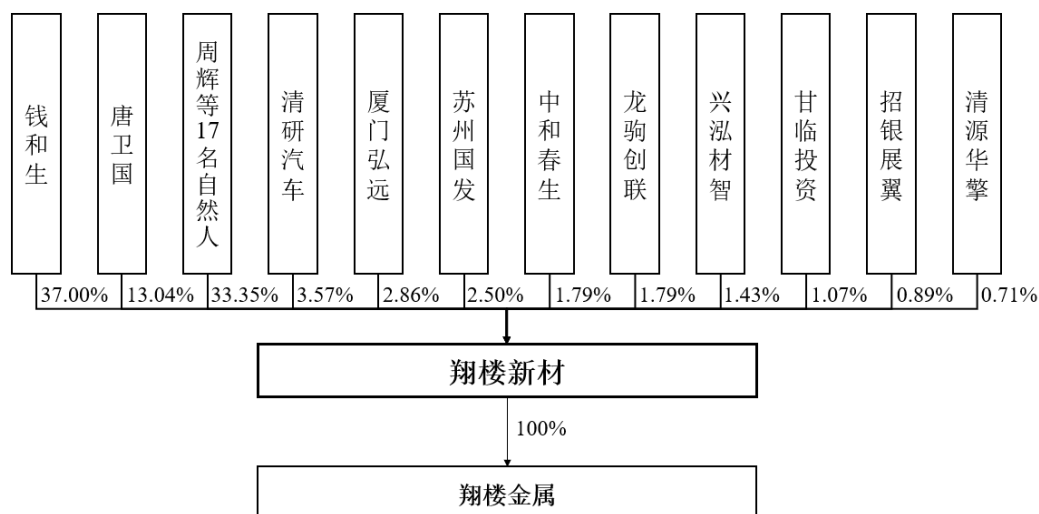 钱和生
唐卫国
周辉等17名自然人
清研汽车
厦门弘远
苏州国发
中和春生
龙驹创联
兴泓材智
甘临投资
招银展翼
清源华擎
37.00%
13.04%
33.35%
3.57%
2.86%
2.50%
1.79%
1.79%
1.43%
1.07%
0.89%
0.71%
翔楼新材
100%
翔楼金属